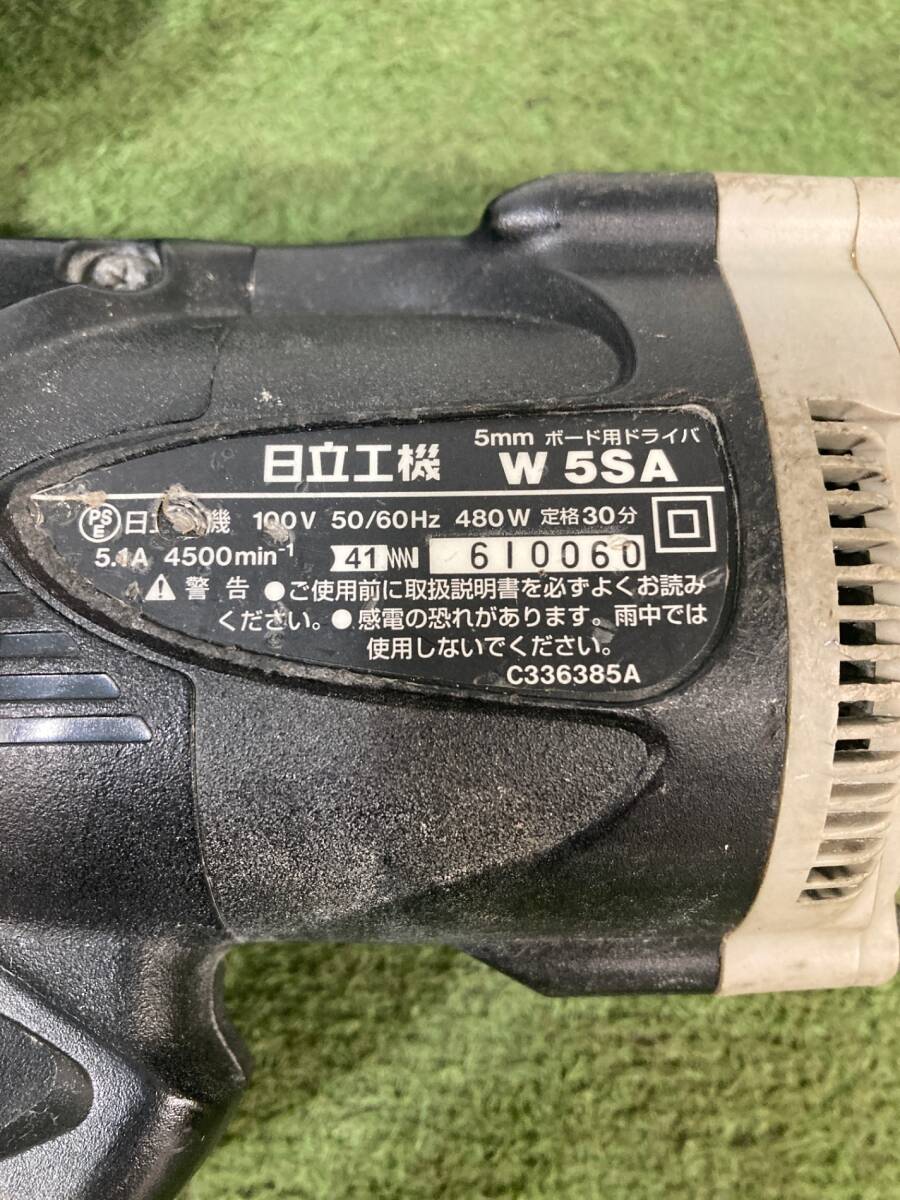 日立工機 5mm ボード用ドライバ
W 5SA
PSE 日立 機 100V 50/60Hz 480W 定格30分
5.1A 4500min⁻¹ 41 610060
警告 ●ご使用前に取扱説明書を必ずよくお読み
ください。●感電の恐れがあります。雨中では
使用しないでください。
C336385A